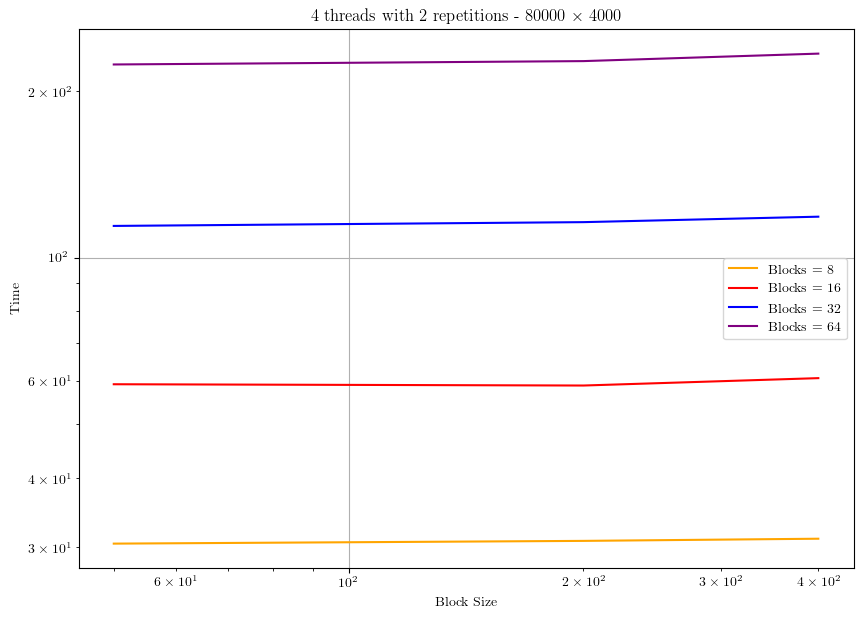 4 threads with 2 repetitions - 80000 × 4000
2 × 10²
10²
6 × 10¹
4 × 10¹
3 × 10¹
Time
Blocks = 8
Blocks = 16
Blocks = 32
Blocks = 64
6 × 10¹ 10² 2 × 10² 3 × 10² 4 × 10²
Block Size